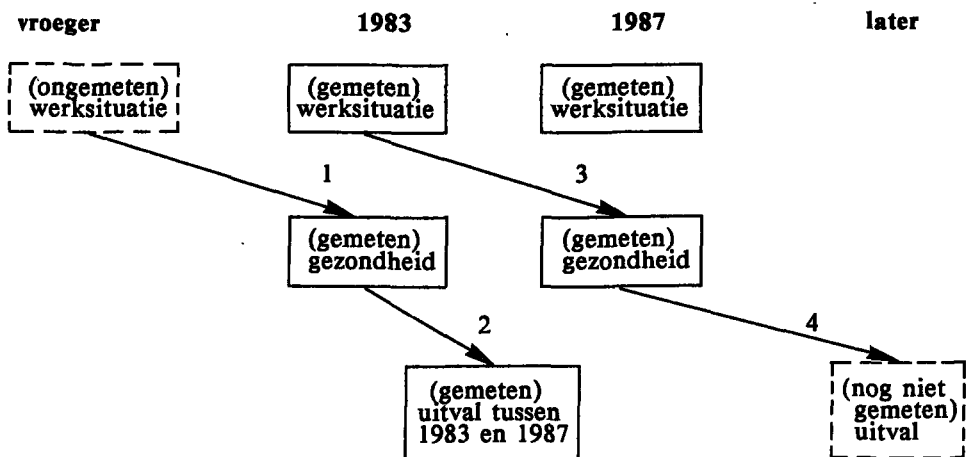 vroeger 1983 1987 later
(ongemeten) (gemeten) (gemeten)
werksituatie werksituatie werksituatie
1 3
(gemeten) (gemeten)
gezondheid gezondheid
2 4
(gemeten) (nog niet
uitval tussen gemeten)
1983 en 1987 uitval